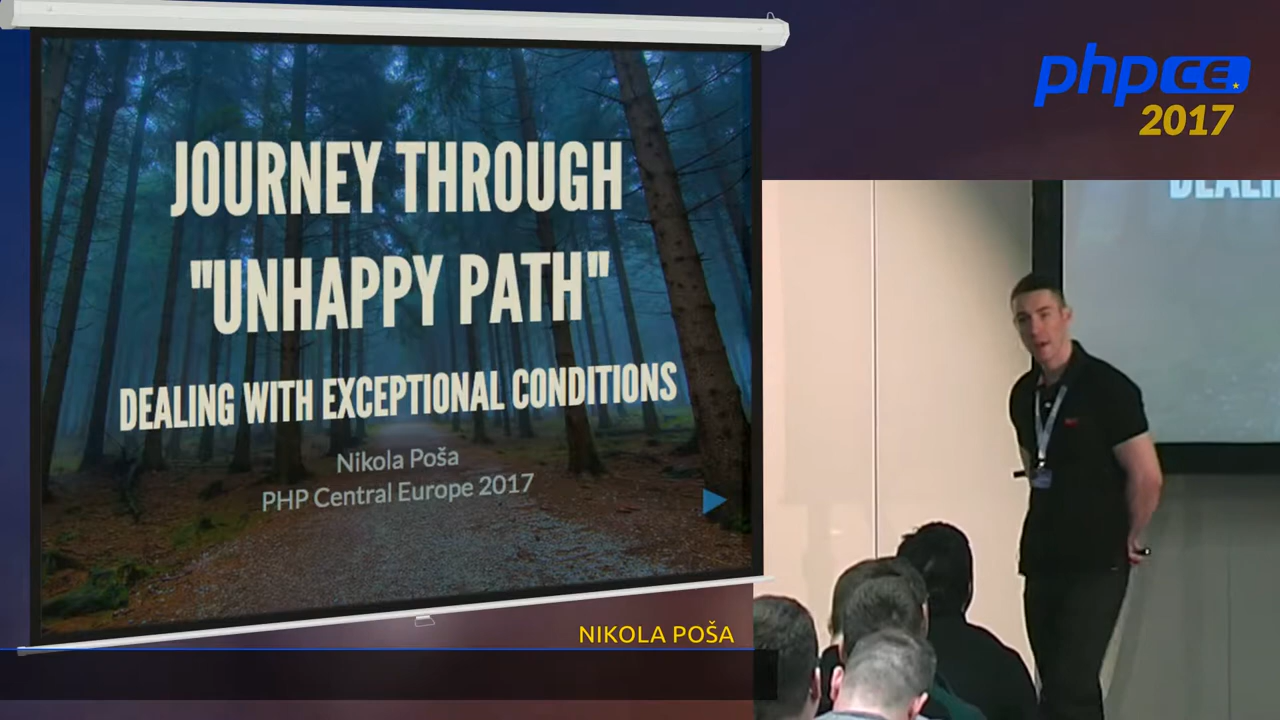 JOURNEY THROUGH
"UNHAPPY PATH"
DEALING WITH EXCEPTIONAL CONDITIONS
Nikola Poša
PHP Central Europe 2017
NIKOLA POŠA
phpCE
2017